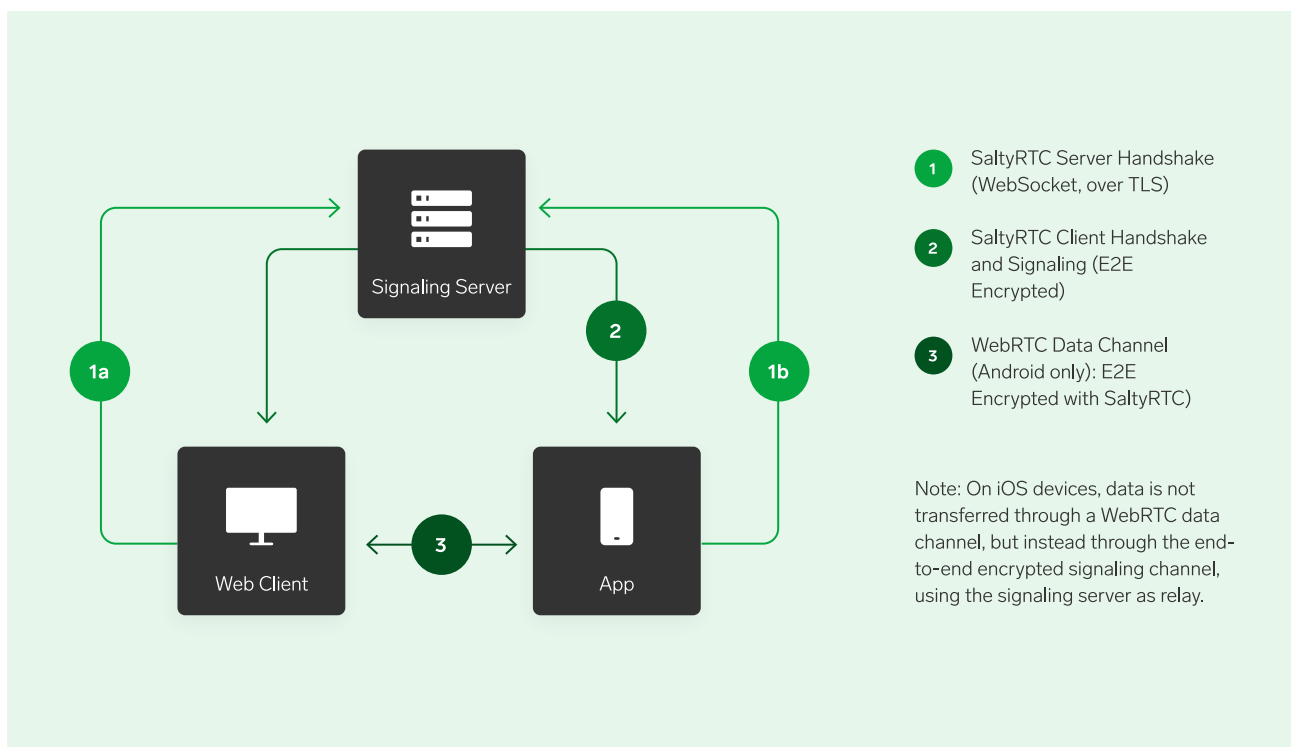 Signaling Server
1a
2
1b
Web Client
3
App
1
SaltyRTC Server Handshake
(WebSocket, over TLS)
2
SaltyRTC Client Handshake
and Signaling (E2E
Encrypted)
3
WebRTC Data Channel
(Android only): E2E
Encrypted with SaltyRTC)
Note: On iOS devices, data is not
transferred through a WebRTC data
channel, but instead through the end-
to-end encrypted signaling channel,
using the signaling server as relay.